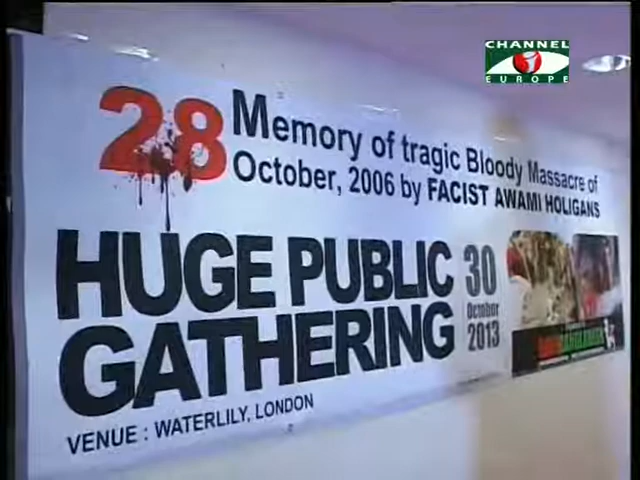 CHANNEL
i
EUROPE
28 Memory of tragic Bloody Massacre of
October, 2006 by FACIST AWAMI HOLIGANS
HUGE PUBLIC
GATHERING
30
October
2013
VENUE : WATERLILY, LONDON